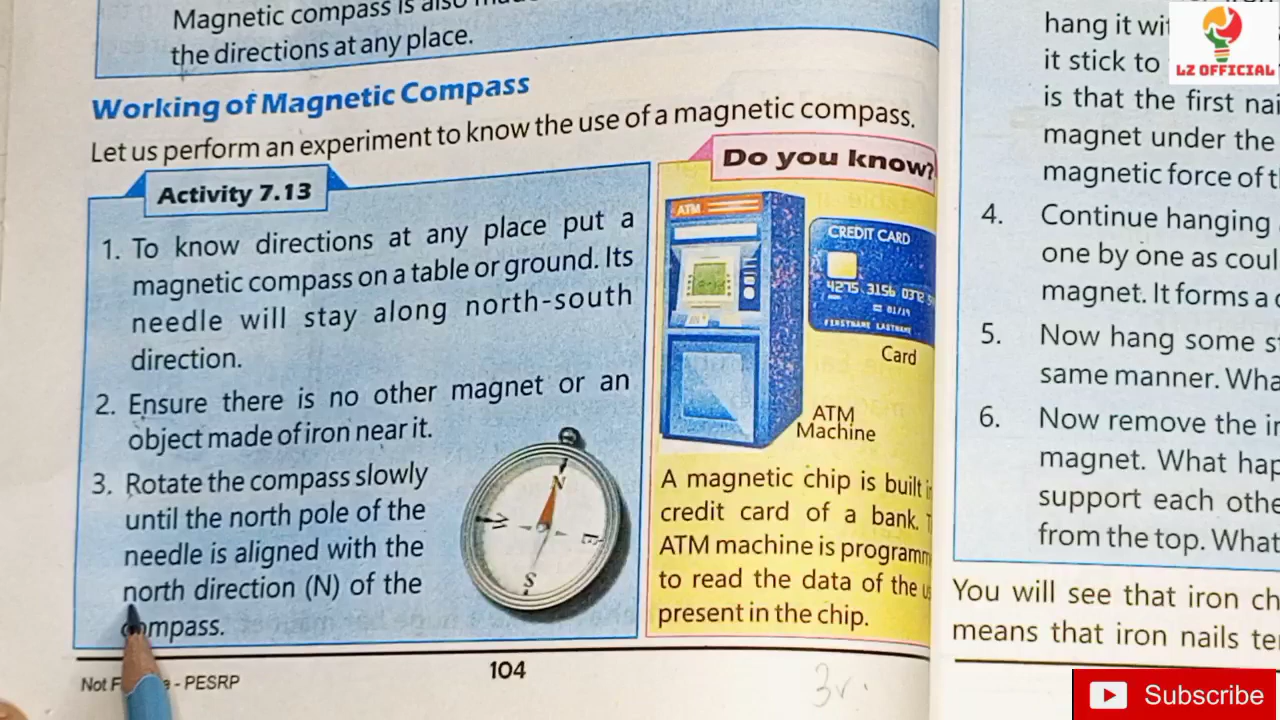 Magnetic compass is also
the directions at any place.
Working of Magnetic Compass
Let us perform an experiment to know the use of a magnetic compass.
Activity 7.13
1. To know directions at any place put a
magnetic compass on a table or ground. Its
needle will stay along north-south
direction.
2. Ensure there is no other magnet or an
object made of iron near it.
3. Rotate the compass slowly
until the north pole of the
needle is aligned with the
north direction (N) of the
compass.
N
W
E
S
Do you know?
ATM
CREDIT CARD
4275 3156 0372
01/19
FIRSTNAME LASTNAME
Card
ATM
Machine
A magnetic chip is built
credit card of a bank.
ATM machine is programm
to read the data of the
present in the chip.
104
Not F - PESRP
hang it wi
it stick to
is that the first nai
magnet under the
magnetic force of t
4. Continue hanging
one by one as coul
magnet. It forms a
5. Now hang some s
same manner. Wha
6. Now remove the ir
magnet. What hap
support each othe
from the top. What
You will see that iron ch
means that iron nails te
LZ OFFICIAL
Subscribe